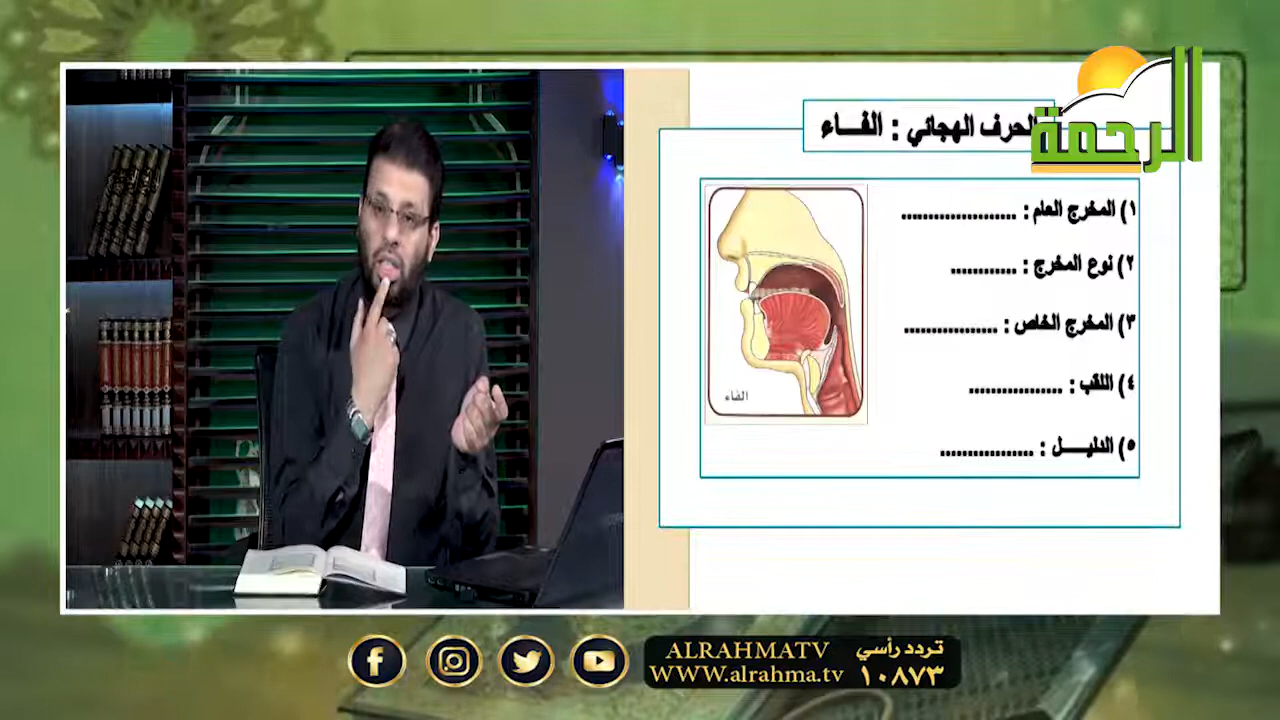 الرحمة
الحرف الهجائي : الفـــاء
١) المخرج العام : .....................
٢) نوع المخرج : ............
٣) المخرج الخاص : .................
٤) اللقب : .................
٥) الدليـــــل : .................
الفاء
ALRAHMATV
WWW.alrahma.tv
تردد رأسي
١٠٨٧٣